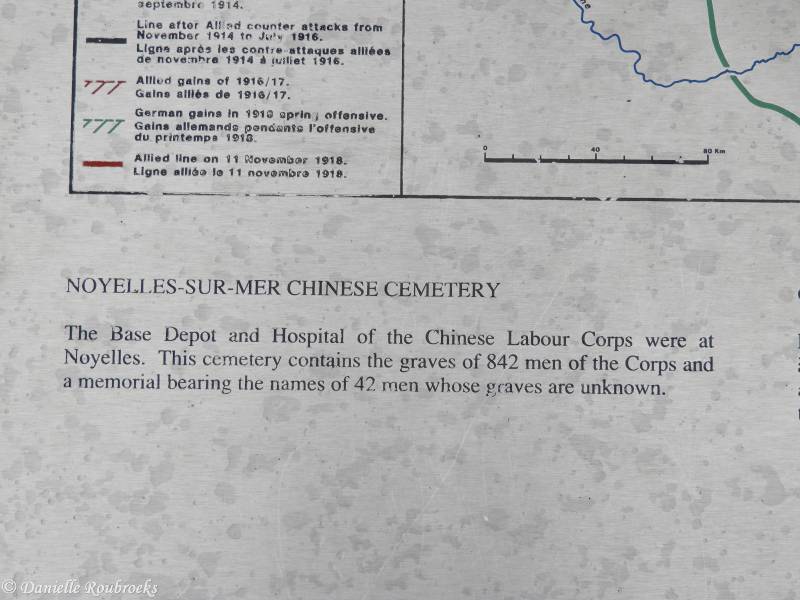 septembre 1914.
Line after Allied counter attacks from
November 1914 to July 1916.
Ligne après les contre-attaques alliées
de novembre 1914 à juillet 1916.
Allied gains of 1916/17.
Gains alliés de 1916/17.
German gains in 1918 spring offensive.
Gains allemands pendants l'offensive
du printemps 1918.
Allied line on 11 November 1918.
Ligne alliée le 11 novembre 1918.
0 40 80 Km
NOYELLES-SUR-MER CHINESE CEMETERY
The Base Depot and Hospital of the Chinese Labour Corps were at
Noyelles. This cemetery contains the graves of 842 men of the Corps and
a memorial bearing the names of 42 men whose graves are unknown.
© Danielle Roubroeks